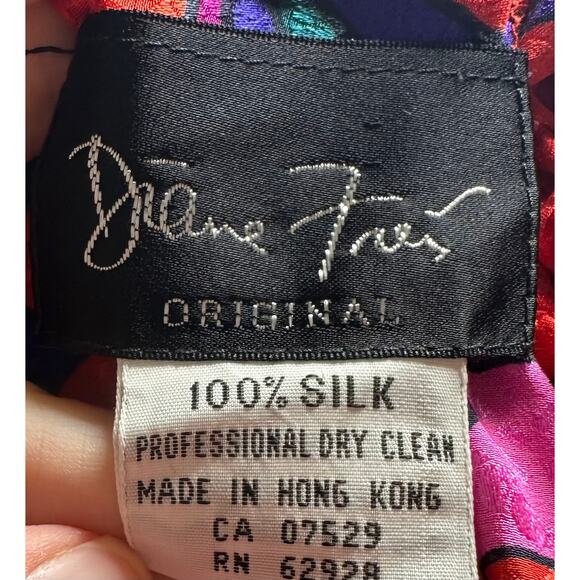 Diane Freis
ORIGINAL
100% SILK
PROFESSIONAL DRY CLEAN
MADE IN HONG KONG
CA 07529
RN 62928